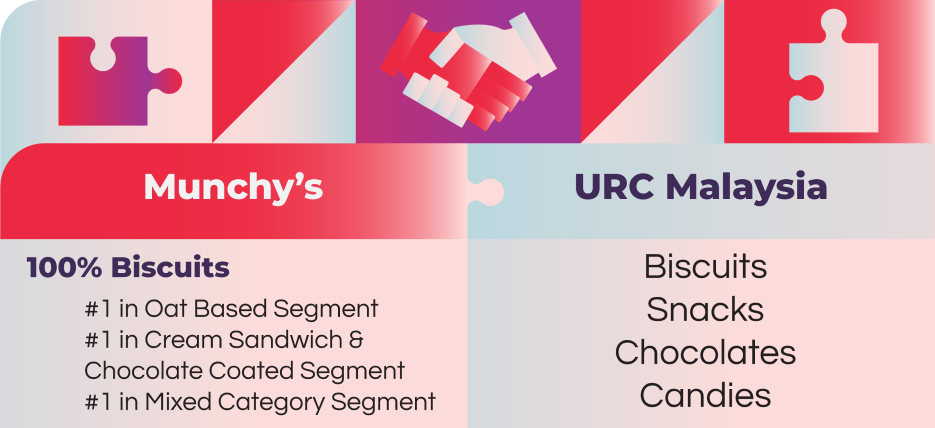 Munchy’s
100% Biscuits
#1 in Oat Based Segment
#1 in Cream Sandwich &
Chocolate Coated Segment
#1 in Mixed Category Segment
URC Malaysia
Biscuits
Snacks
Chocolates
Candies